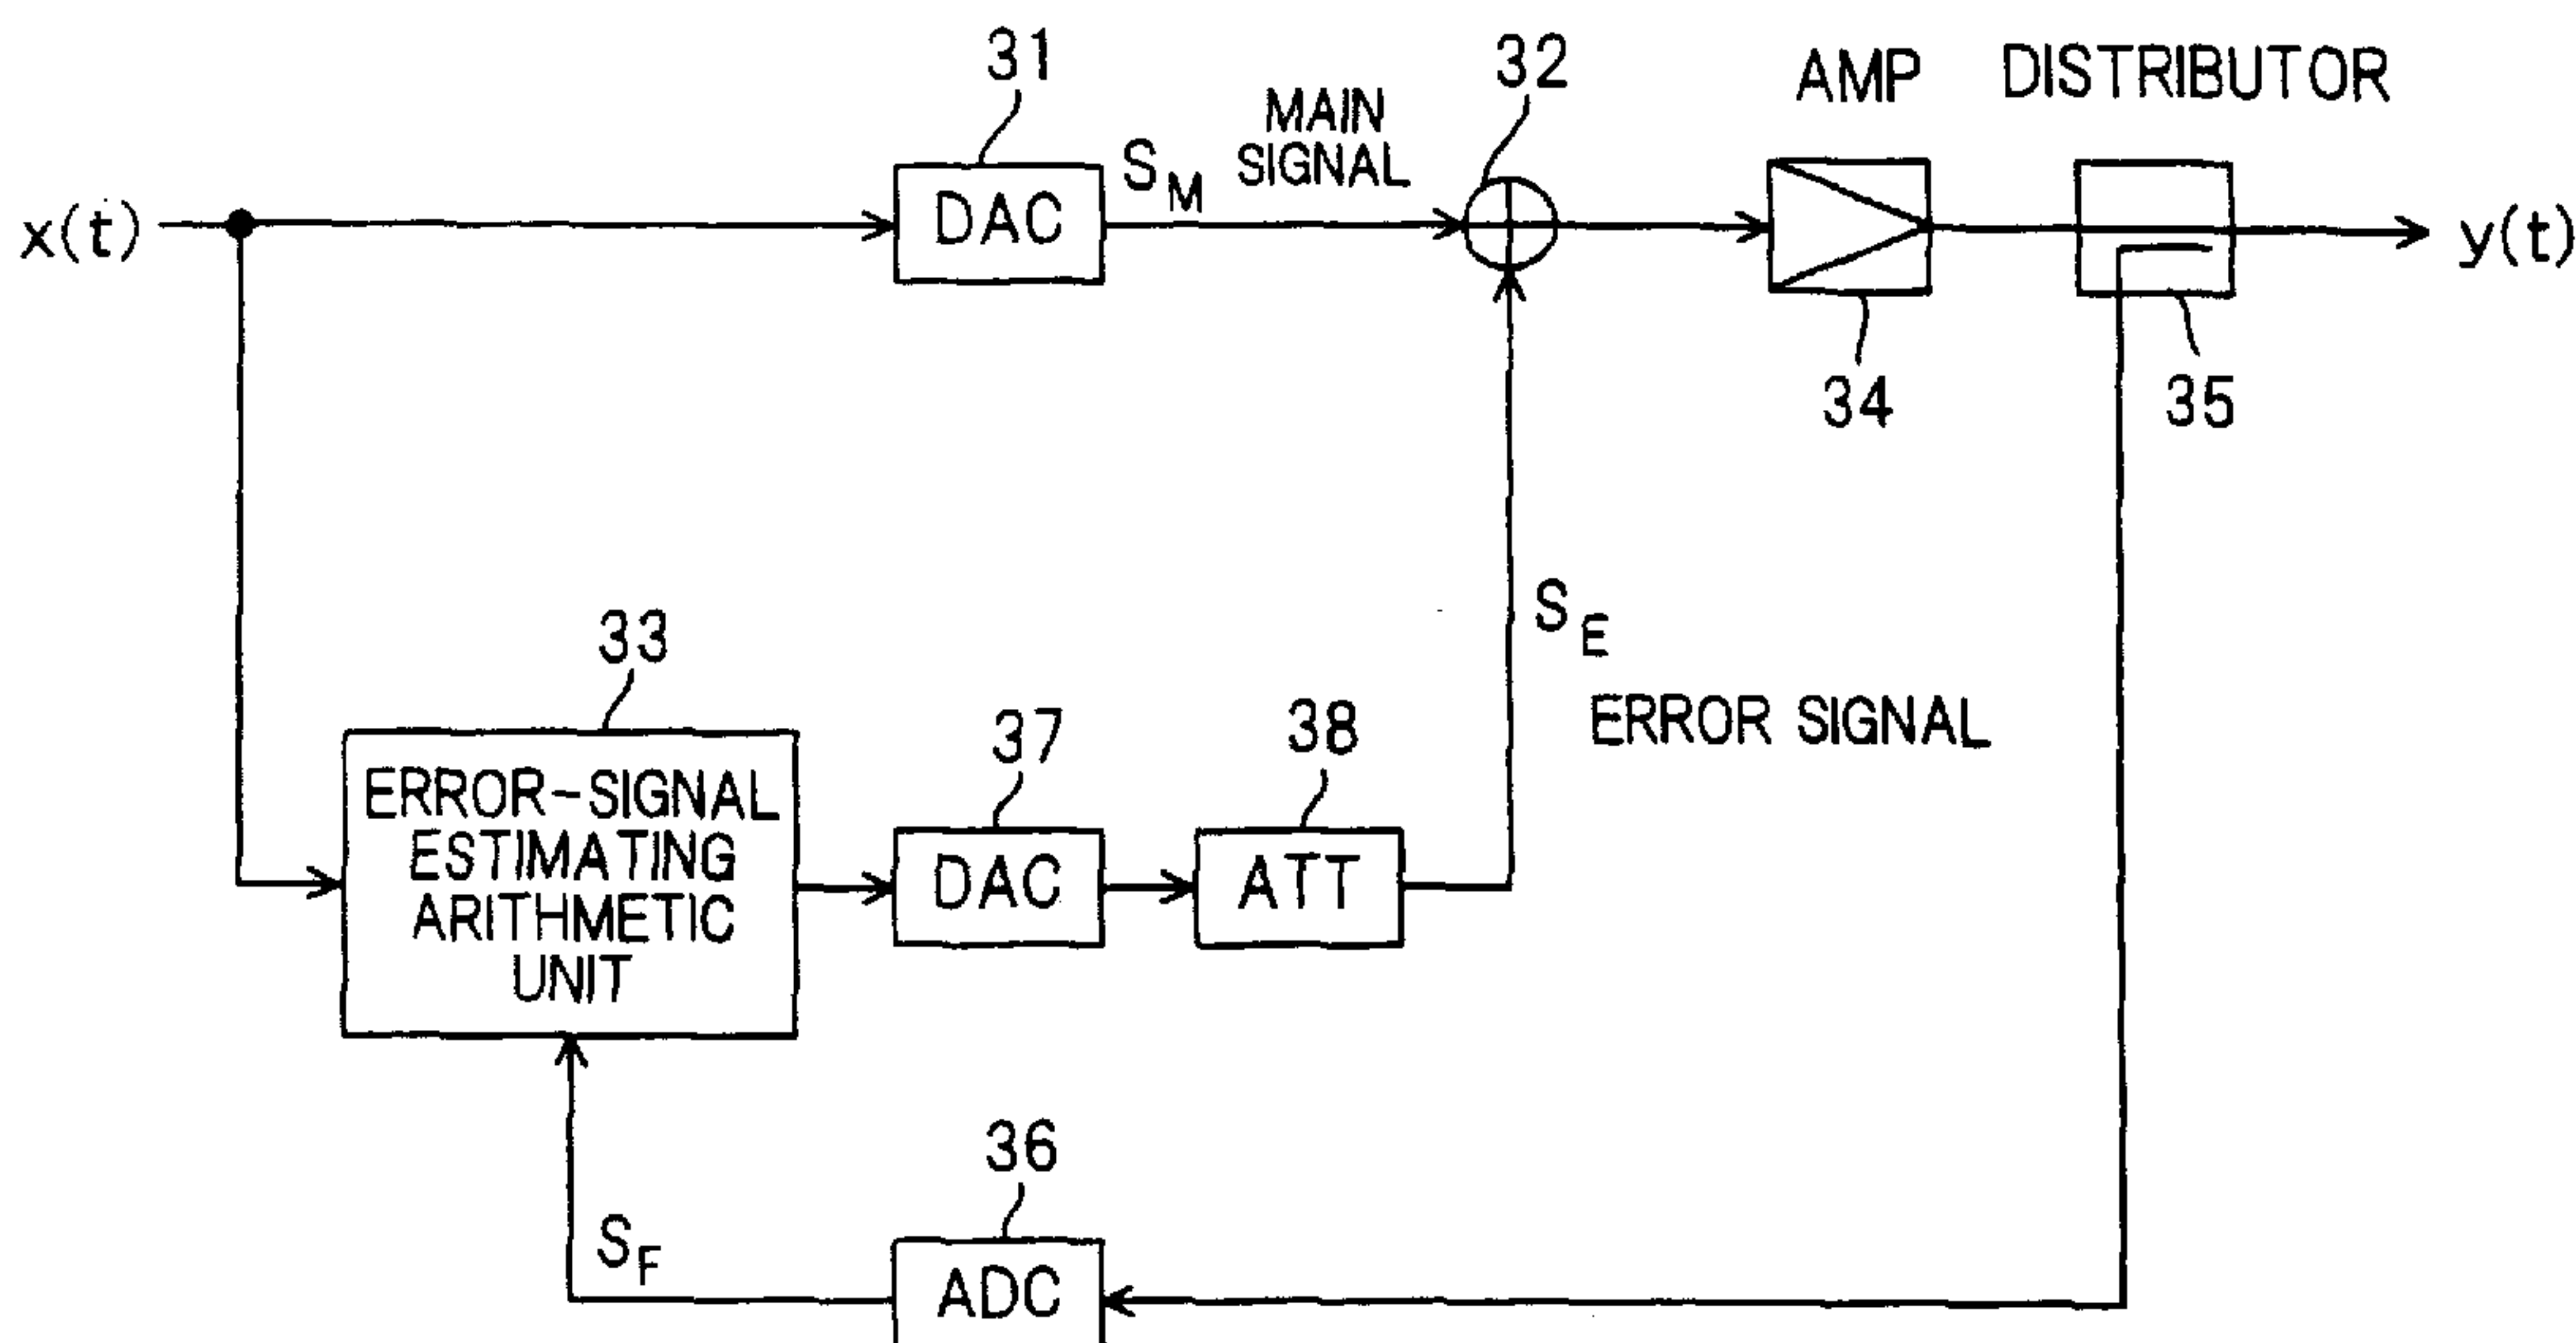 31
32
AMP
DISTRIBUTOR
MAIN
SIGNAL
S_M
x(t)
DAC
y(t)
34
35
S_E
33
37
38
ERROR SIGNAL
ERROR-SIGNAL
ESTIMATING
ARITHMETIC
UNIT
DAC
ATT
36
S_F
ADC